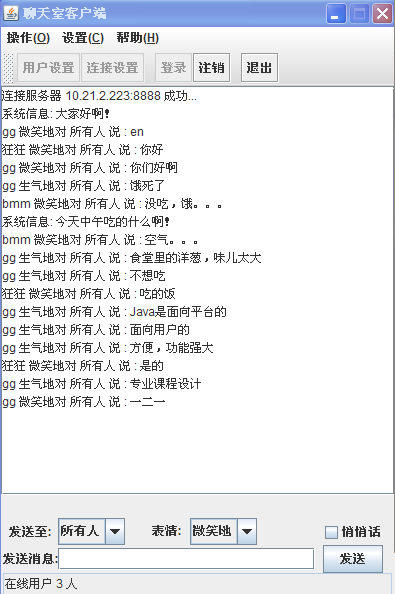 聊天室客户端
操作(O) 设置(C) 帮助(H)
用户设置 连接设置 登录 注销 退出
连接服务器 10.21.2.223:8888 成功...
系统信息: 大家好啊!
gg 微笑地对 所有人 说 : en
狂狂 微笑地对 所有人 说 : 你好
gg 微笑地对 所有人 说 : 你们好啊
gg 生气地对 所有人 说 : 饿死了
bmm 微笑地对 所有人 说 : 没吃，饿。。。
系统信息: 今天中午吃的什么啊!
bmm 微笑地对 所有人 说 : 空气。。。
gg 生气地对 所有人 说 : 食堂里的洋葱，味儿太大
gg 生气地对 所有人 说 : 不想吃
狂狂 微笑地对 所有人 说 : 吃的饭
gg 生气地对 所有人 说 : Java是面向平台的
gg 生气地对 所有人 说 : 面向用户的
gg 生气地对 所有人 说 : 方便，功能强大
狂狂 微笑地对 所有人 说 : 是的
gg 生气地对 所有人 说 : 专业课程设计
gg 微笑地对 所有人 说 : 一二一
发送至: 所有人 表情: 微笑地 悄悄话
发送消息: 发送
在线用户 3 人